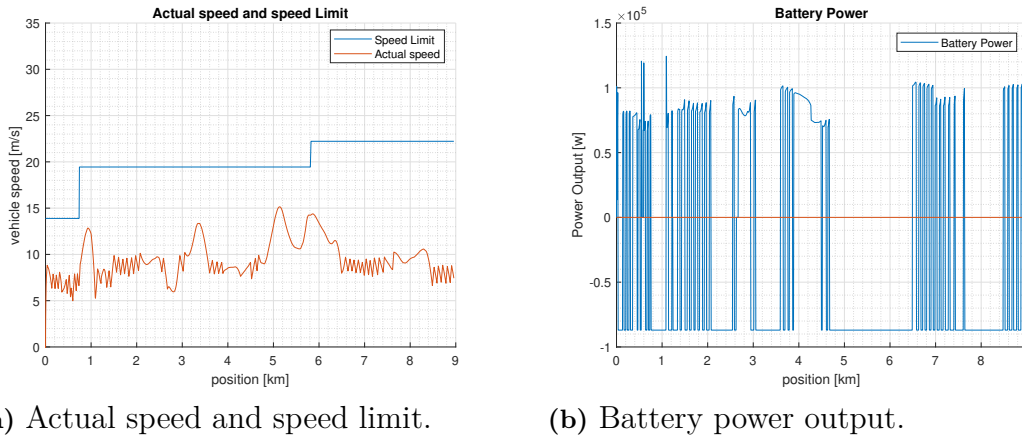 Actual speed and speed Limit
35
30
25
20
15
10
5
0
vehicle speed [m/s]
Speed Limit
Actual speed
0 1 2 3 4 5 6 7 8 9
position [km]
a) Actual speed and speed limit.
×10^5
Battery Power
1.5
1
0.5
0
-0.5
-1
Power Output [w]
Battery Power
0 1 2 3 4 5 6 7 8
position [km]
(b) Battery power output.